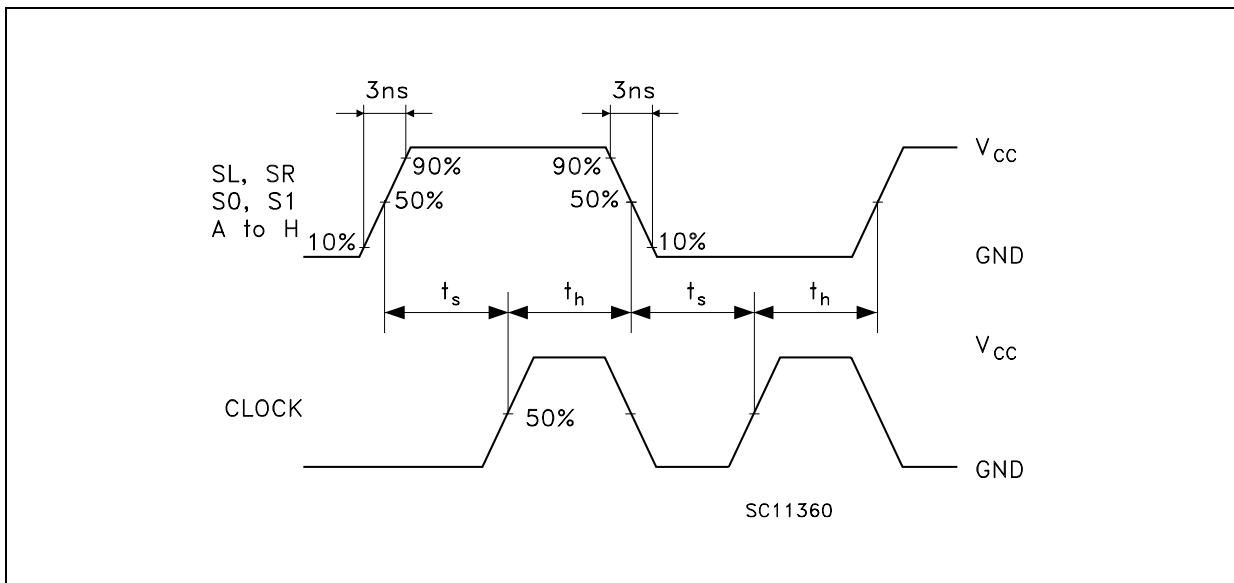 3ns 3ns
90% 90% V_CC
SL, SR
S0, S1 50% 50%
A to H
10% 10% GND
t_s t_h t_s t_h
V_CC
CLOCK 50%
GND
SC11360